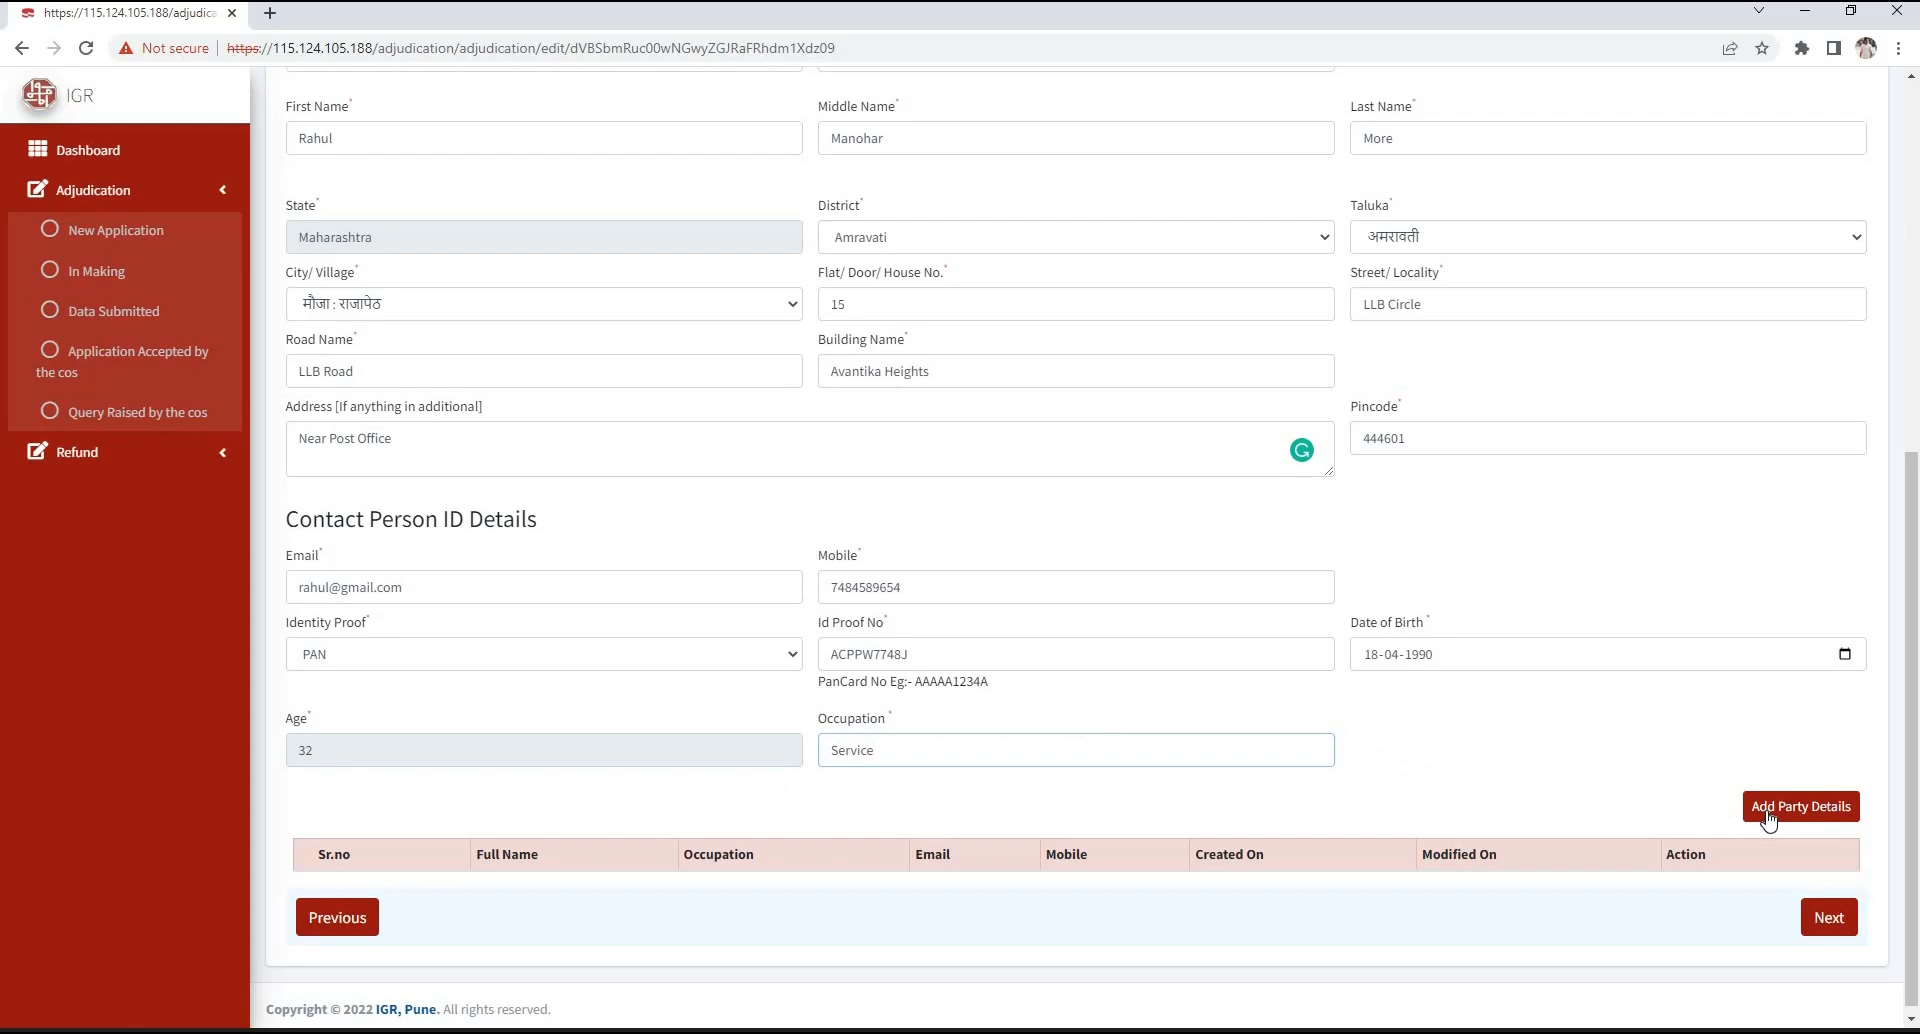 https://115.124.105.188/adjudica
Not secure https://115.124.105.188/adjudication/adjudication/edit/dVBSbmRuc00wNGwyZGJRaFRhdm1Xdz09
IGR
Dashboard
Adjudication
New Application
In Making
Data Submitted
Application Accepted by
the cos
Query Raised by the cos
Refund
First Name* Middle Name* Last Name*
Rahul Manohar More
State* District* Taluka*
Maharashtra Amravati अमरावती
City/ Village* Flat/ Door/ House No.* Street/ Locality*
मौजा : राजापेठ 15 LLB Circle
Road Name* Building Name*
LLB Road Avantika Heights
Address [If anything in additional] Pincode*
Near Post Office 444601
Contact Person ID Details
Email* Mobile*
rahul@gmail.com 7484589654
Identity Proof* Id Proof No* Date of Birth *
PAN ACPPW7748J 18-04-1990
PanCard No Eg:- AAAAA1234A
Age* Occupation *
32 Service
Add Party Details
Sr.no Full Name Occupation Email Mobile Created On Modified On Action
Previous Next
Copyright © 2022 IGR, Pune. All rights reserved.